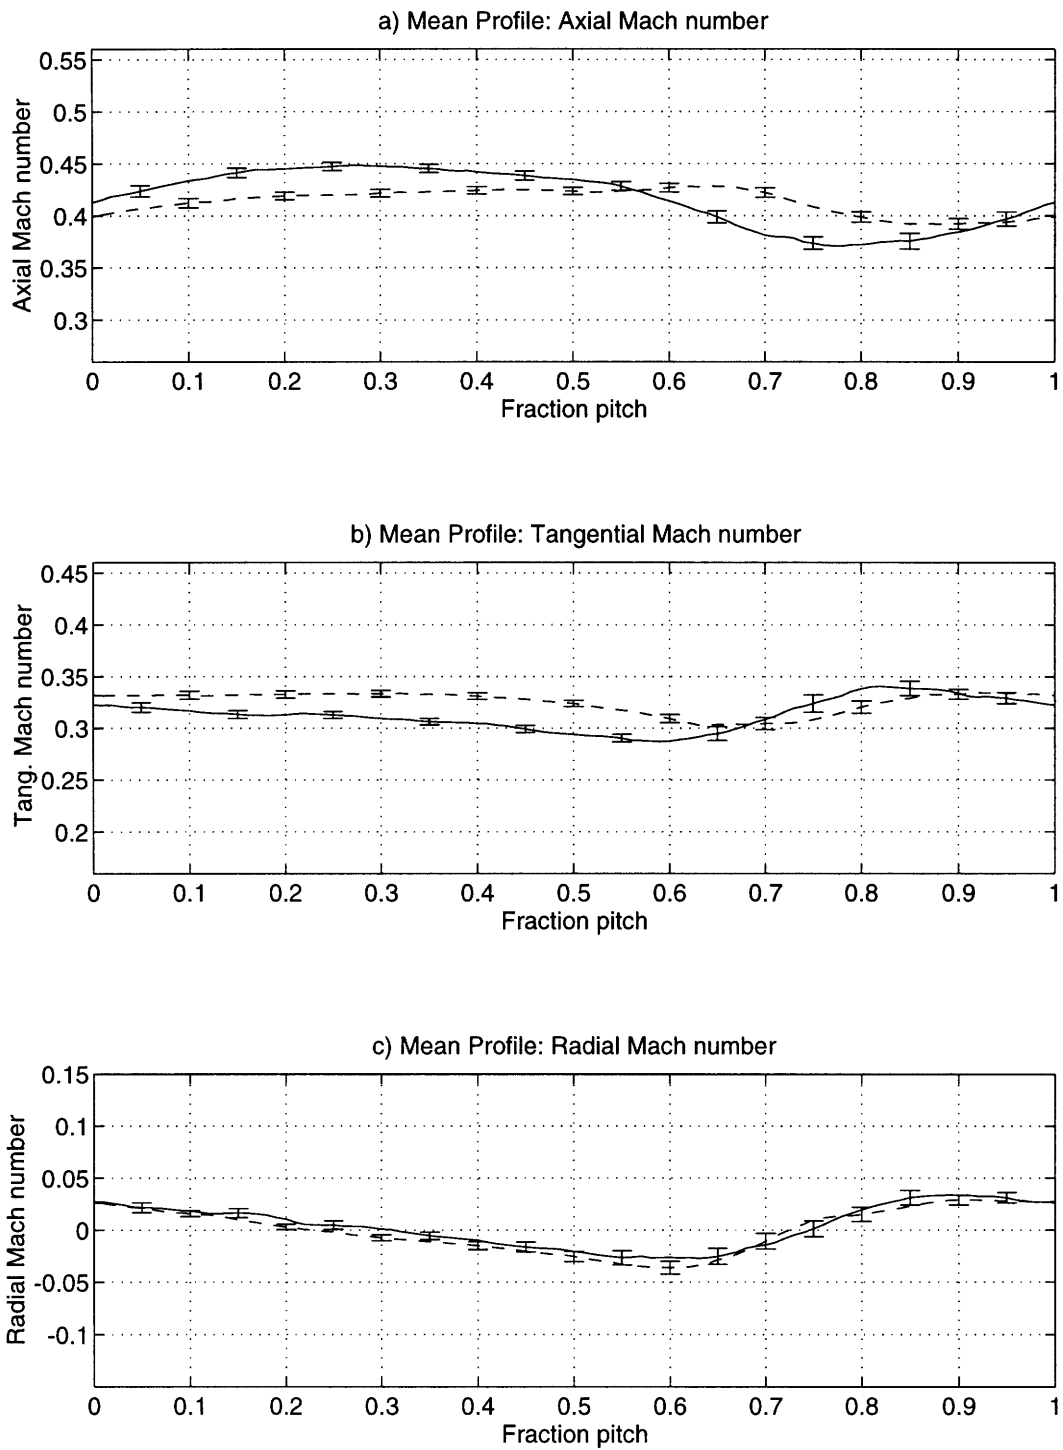 a) Mean Profile: Axial Mach number
0.55
0.5
0.45
0.4
0.35
0.3
Axial Mach number
0 0.1 0.2 0.3 0.4 0.5 0.6 0.7 0.8 0.9 1
Fraction pitch
b) Mean Profile: Tangential Mach number
0.45
0.4
0.35
0.3
0.25
0.2
Tang. Mach number
0 0.1 0.2 0.3 0.4 0.5 0.6 0.7 0.8 0.9 1
Fraction pitch
c) Mean Profile: Radial Mach number
0.15
0.1
0.05
0
-0.05
-0.1
Radial Mach number
0 0.1 0.2 0.3 0.4 0.5 0.6 0.7 0.8 0.9 1
Fraction pitch